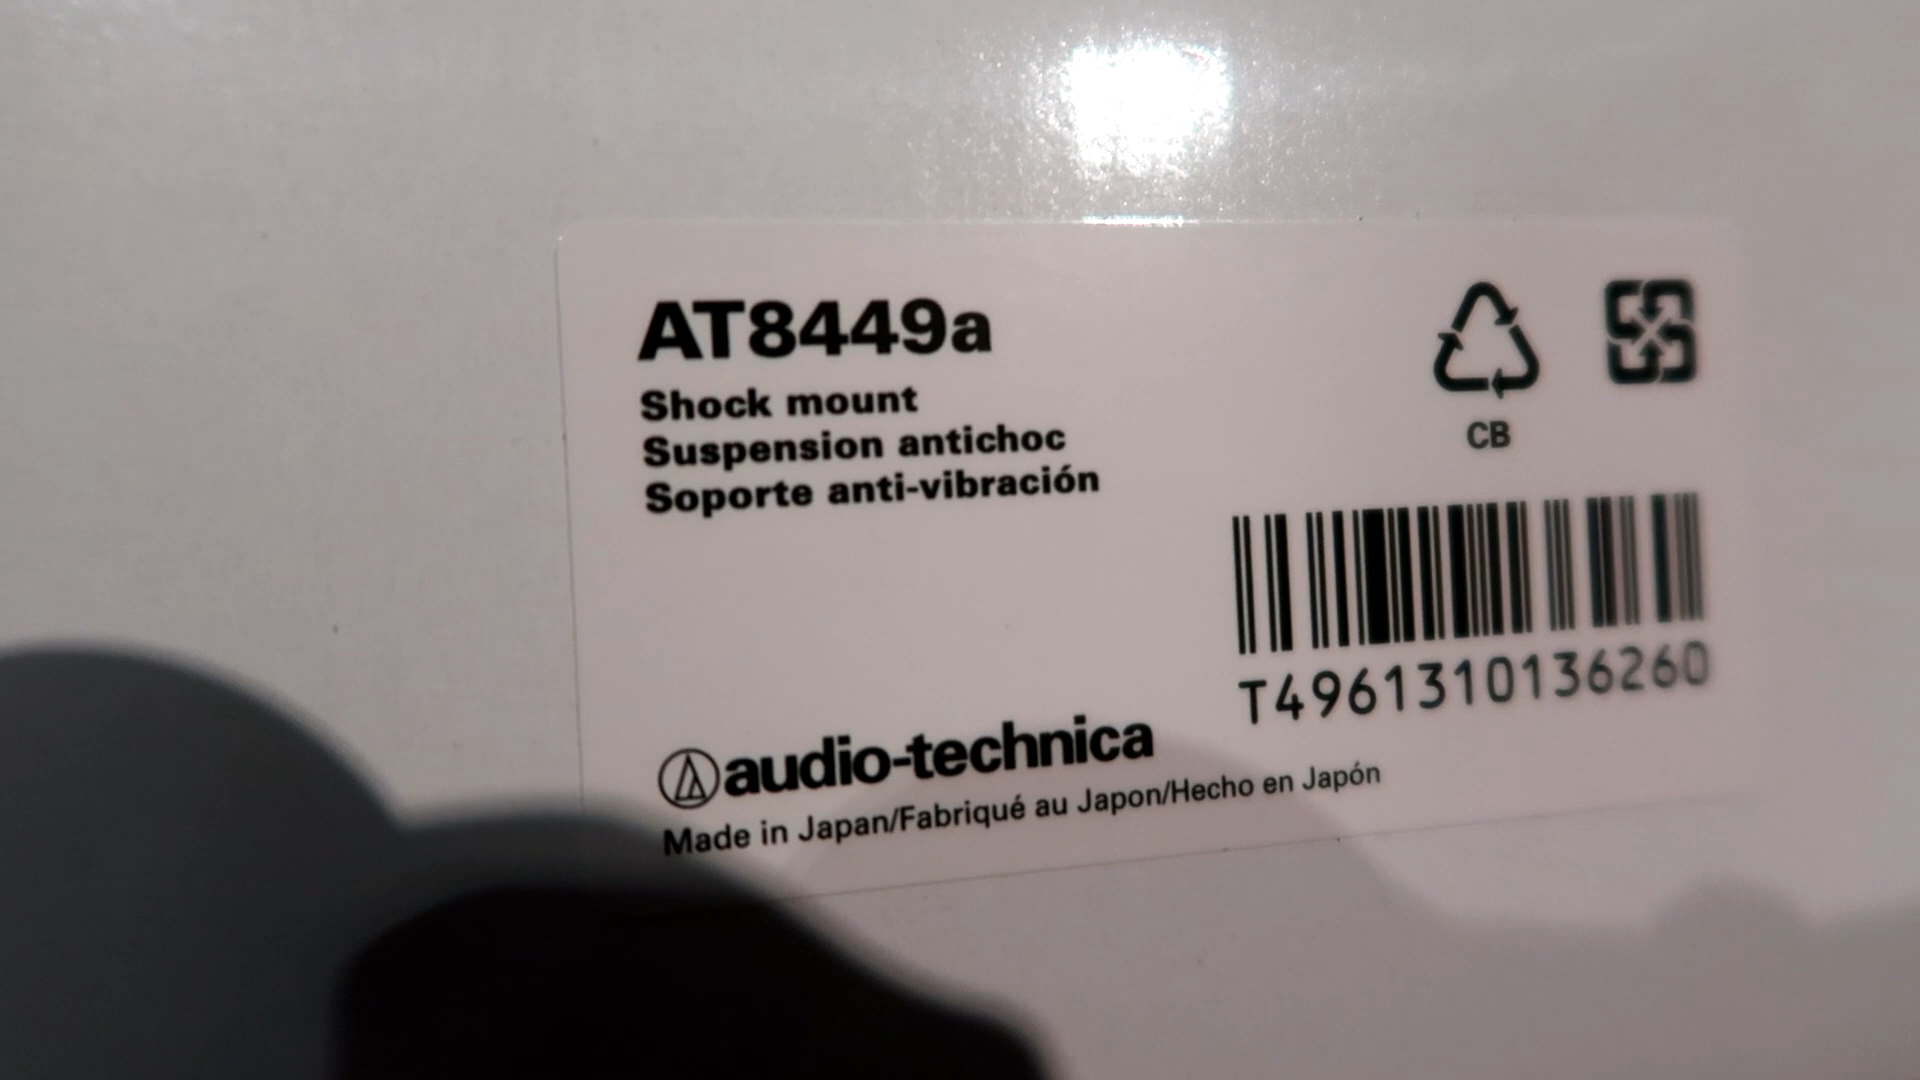 AT8449a
Shock mount
Suspension antichoc
Soporte anti-vibración
CB
T4961310136260
audio-technica
Made in Japan/Fabriqué au Japon/Hecho en Japón